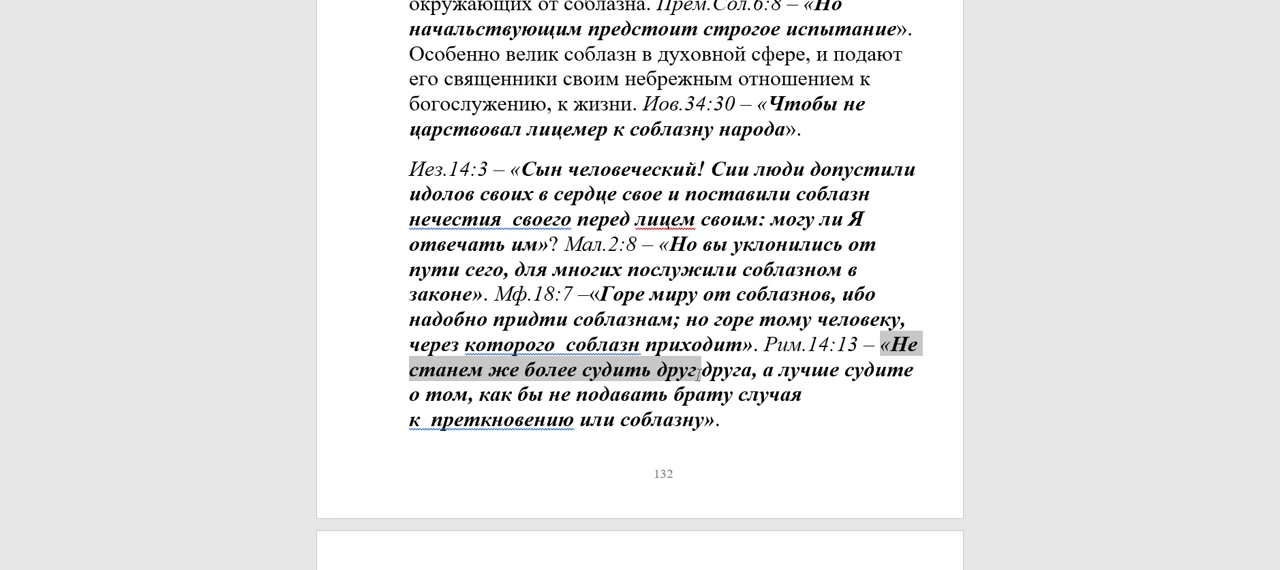 окружающих от соблазна. Прем.Сол.6:8 – «Но
начальствующим предстоит строгое испытание».
Особенно велик соблазн в духовной сфере, и подают
его священники своим небрежным отношением к
богослужению, к жизни. Иов.34:30 – «Чтобы не
царствовал лицемер к соблазну народа».
Иез.14:3 – «Сын человеческий! Сии люди допустили
идолов своих в сердце свое и поставили соблазн
нечестия  своего перед лицем своим: могу ли Я
отвечать им»? Мал.2:8 – «Но вы уклонились от
пути сего, для многих послужили соблазном в
законе». Мф.18:7 –«Горе миру от соблазнов, ибо
надобно придти соблазнам; но горе тому человеку,
через которого  соблазн приходит». Рим.14:13 – «Не
станем же более судить друг друга, а лучше судите
о том, как бы не подавать брату случая
к  преткновению или соблазну».
132